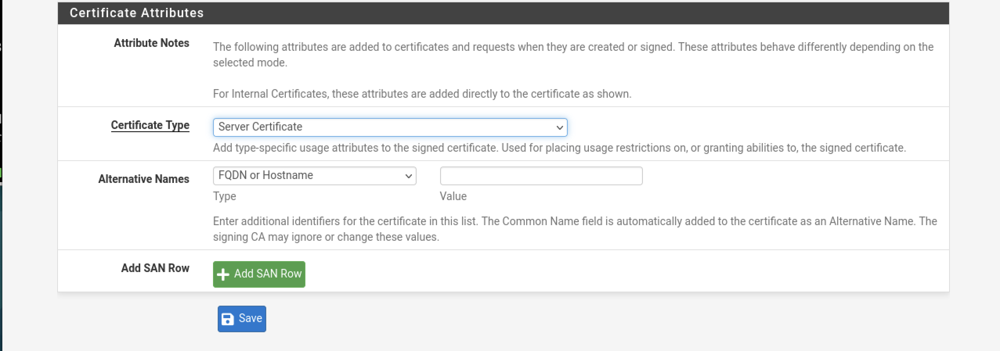 Certificate Attributes
Attribute Notes
The following attributes are added to certificates and requests when they are created or signed. These attributes behave differently depending on the
selected mode.
For Internal Certificates, these attributes are added directly to the certificate as shown.
Certificate Type
Server Certificate
Add type-specific usage attributes to the signed certificate. Used for placing usage restrictions on, or granting abilities to, the signed certificate.
Alternative Names
FQDN or Hostname
Type
Value
Enter additional identifiers for the certificate in this list. The Common Name field is automatically added to the certificate as an Alternative Name. The
signing CA may ignore or change these values.
Add SAN Row
Add SAN Row
Save